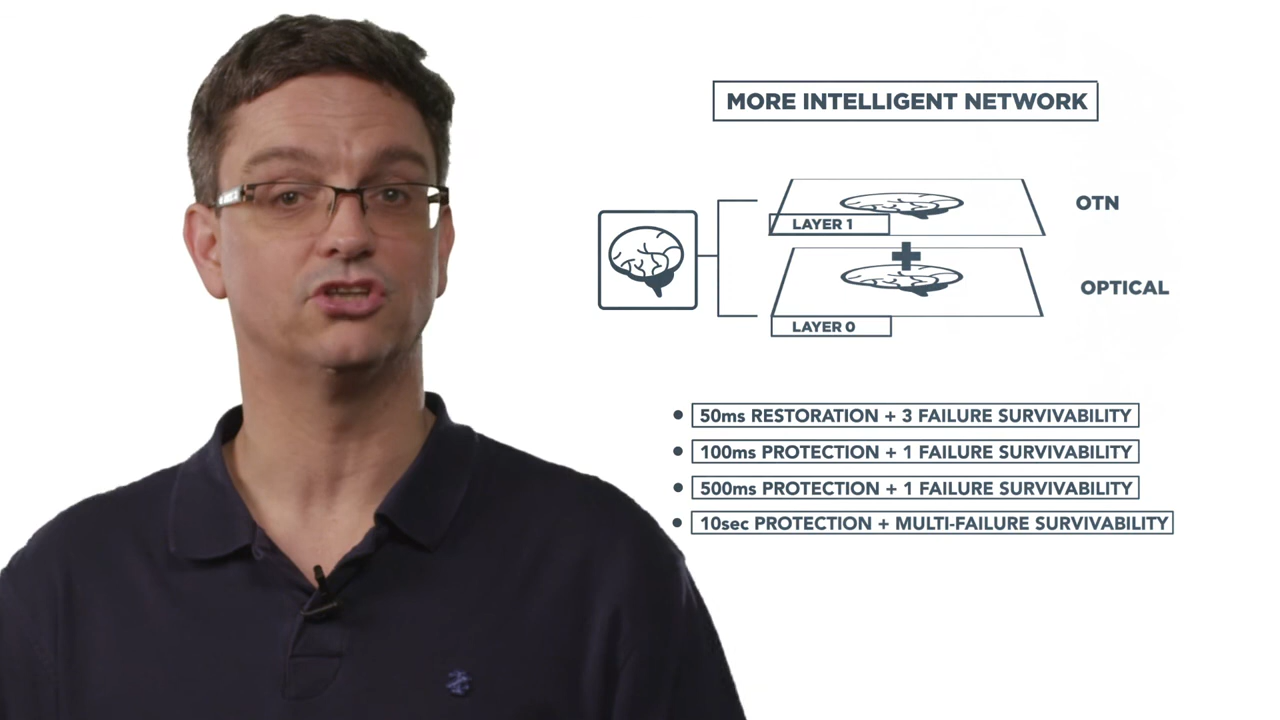 MORE INTELLIGENT NETWORK
OTN
LAYER 1
OPTICAL
LAYER 0
50ms RESTORATION + 3 FAILURE SURVIVABILITY
100ms PROTECTION + 1 FAILURE SURVIVABILITY
500ms PROTECTION + 1 FAILURE SURVIVABILITY
10sec PROTECTION + MULTI-FAILURE SURVIVABILITY